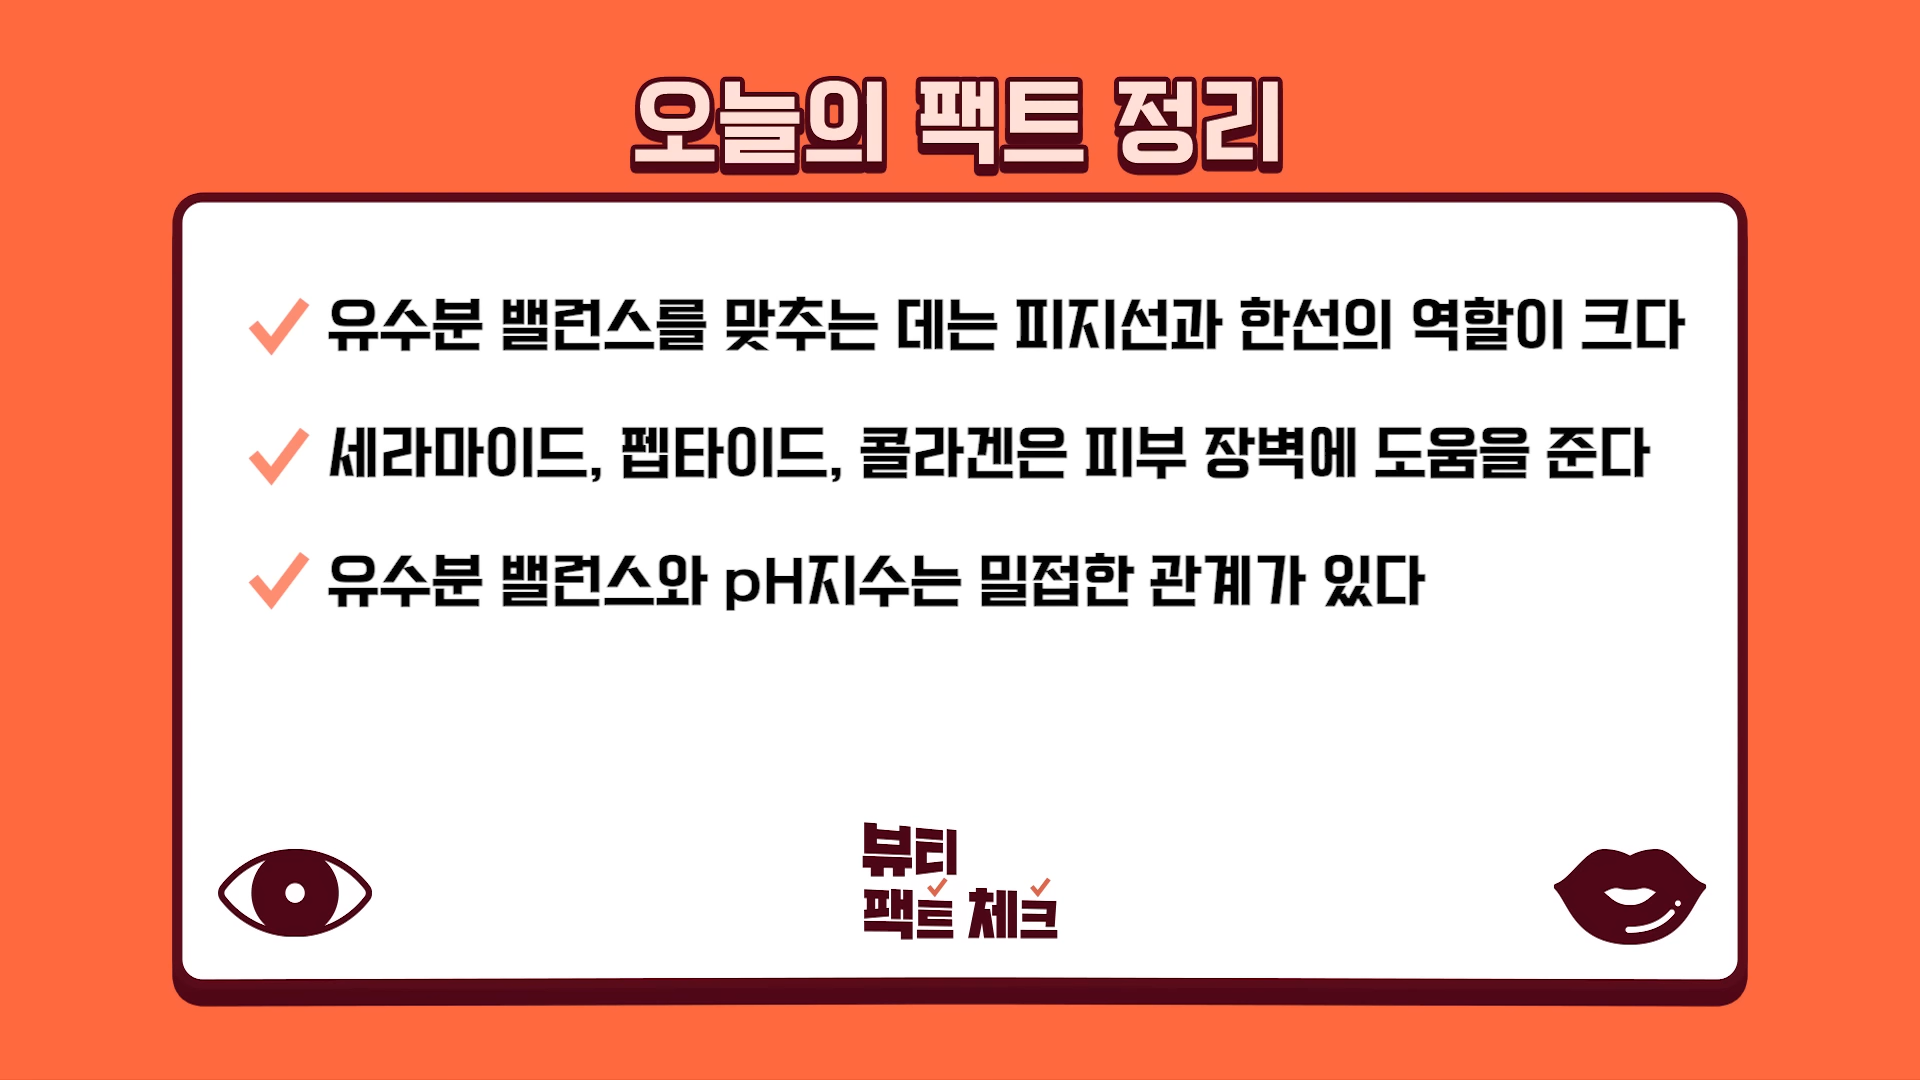 오늘의 팩트 정리
유수분 밸런스를 맞추는 데는 피지선과 한선의 역할이 크다
세라마이드, 펩타이드, 콜라겐은 피부 장벽에 도움을 준다
유수분 밸런스와 pH지수는 밀접한 관계가 있다
뷰티
팩트 체크